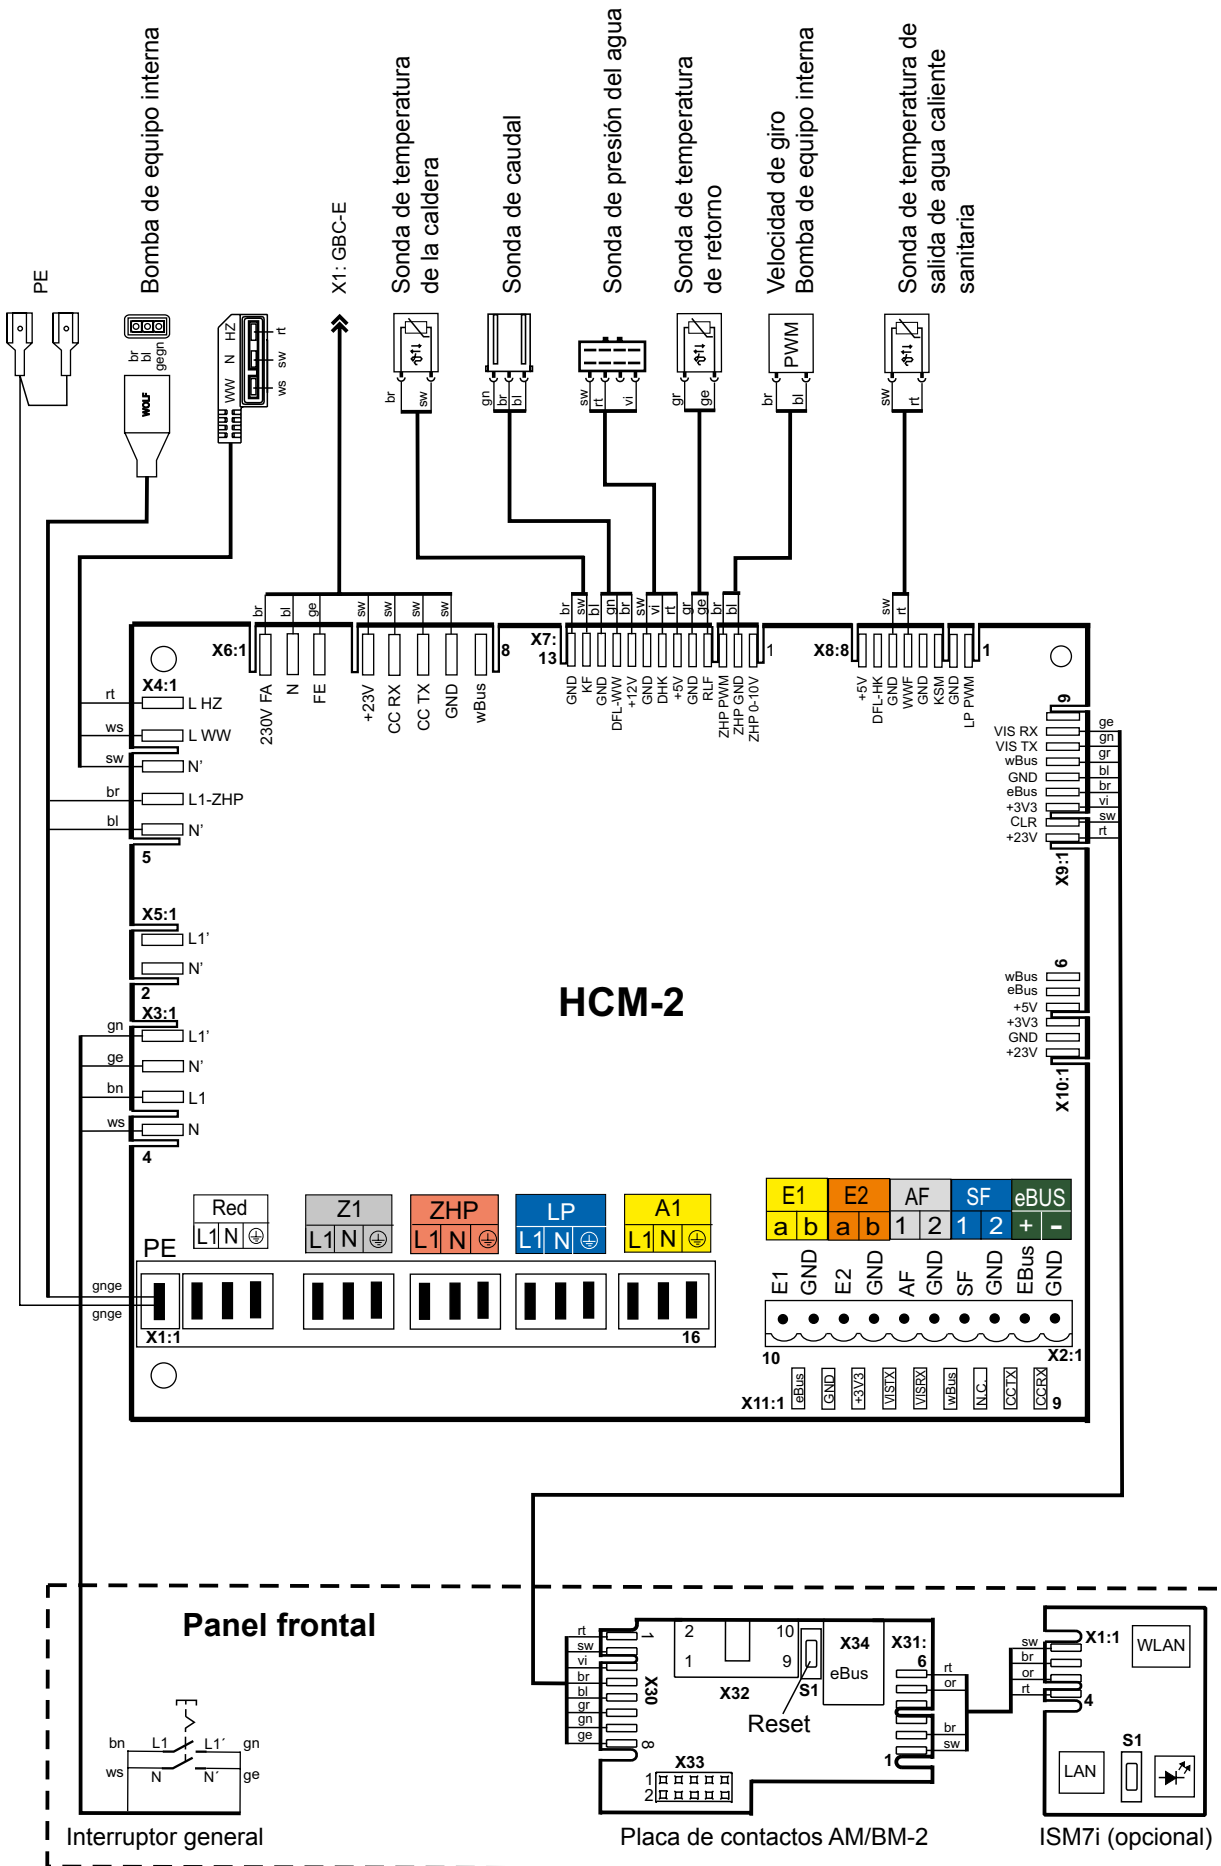 PE
Bomba de equipo interna
X1: GBC-E
Sonda de temperatura
de la caldera
Sonda de caudal
Sonda de presión del agua
Sonda de temperatura
de retorno
Velocidad de giro
Bomba de equipo interna
Sonda de temperatura de
salida de agua caliente
sanitaria
br
bl
gegn
WOLF
WW N HZ
ws sw rt
br sw
gn br bl
sw rt vi
gr ge
PWM
br bl
sw rt
br bl ge sw sw sw sw
br sw bl gn br sw vi rt gr ge br bl
sw rt
X6:1
8
X7:
13
1
X8:8
1
230V FA
N
FE
+23V
CC RX
CC TX
GND
wBus
GND
KF
GND
DFL-WW
+12V
GND
DHK
+5V
GND
RLF
ZHP PWM
ZHP GND
ZHP 0-10V
+5V
DFL-HK
GND
WWF
GND
KSM
GND
LP PWM
X4:1
rt L HZ
ws L WW
sw N'
br L1-ZHP
bl N'
5
X5:1
L1'
N'
2
X3:1
gn L1'
ge N'
bn L1
ws N
4
HCM-2
9
VIS RX ge
VIS TX gn
wBus gr
GND bl
eBus br
+3V3 vi
CLR sw
+23V rt
X9:1
6
wBus
eBus
+5V
+3V3
GND
+23V
X10:1
PE
Red
L1 N
Z1
L1 N
ZHP
L1 N
LP
L1 N
A1
L1 N
gnge
gnge
X1:1
16
E1 E2 AF SF eBUS
a b a b 1 2 1 2 + -
E1 GND E2 GND AF GND SF GND EBus GND
10
X2:1
X11:1 eBus GND +3V3 VISTX VISRX wBus N.C. CCTX CCRX 9
Panel frontal
bn L1 L1´ gn
ws N N´ ge
Interruptor general
rt
sw
vi
br
bl
gr
gn
ge
1
X30
8
2 10
1 9
X32
S1
Reset
X34
eBus
X31:
6
rt
or
br
sw
1
X33
1
2
Placa de contactos AM/BM-2
sw
br
or
rt
X1:1
4
WLAN
S1
LAN
ISM7i (opcional)